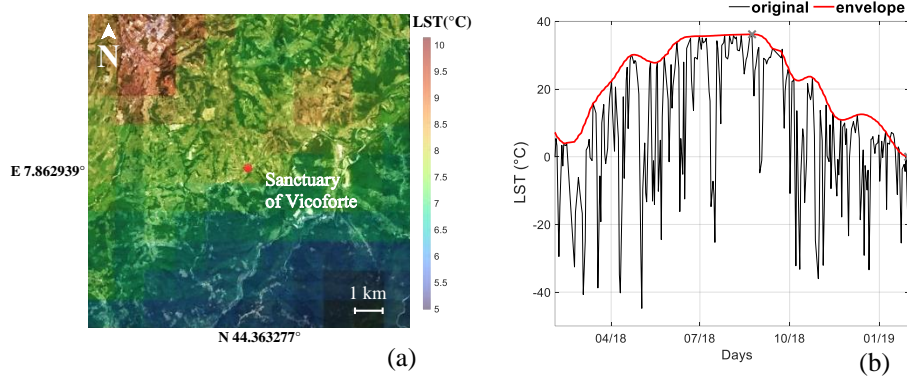 LST(°C)
N
10
9.5
9
8.5
8
7.5
7
6.5
6
5.5
5
E 7.862939°
Sanctuary
of Vicoforte
1 km
N 44.363277°
(a)
original envelope
40
20
0
-20
-40
LST (°C)
04/18 07/18 10/18 01/19
Days
(b)